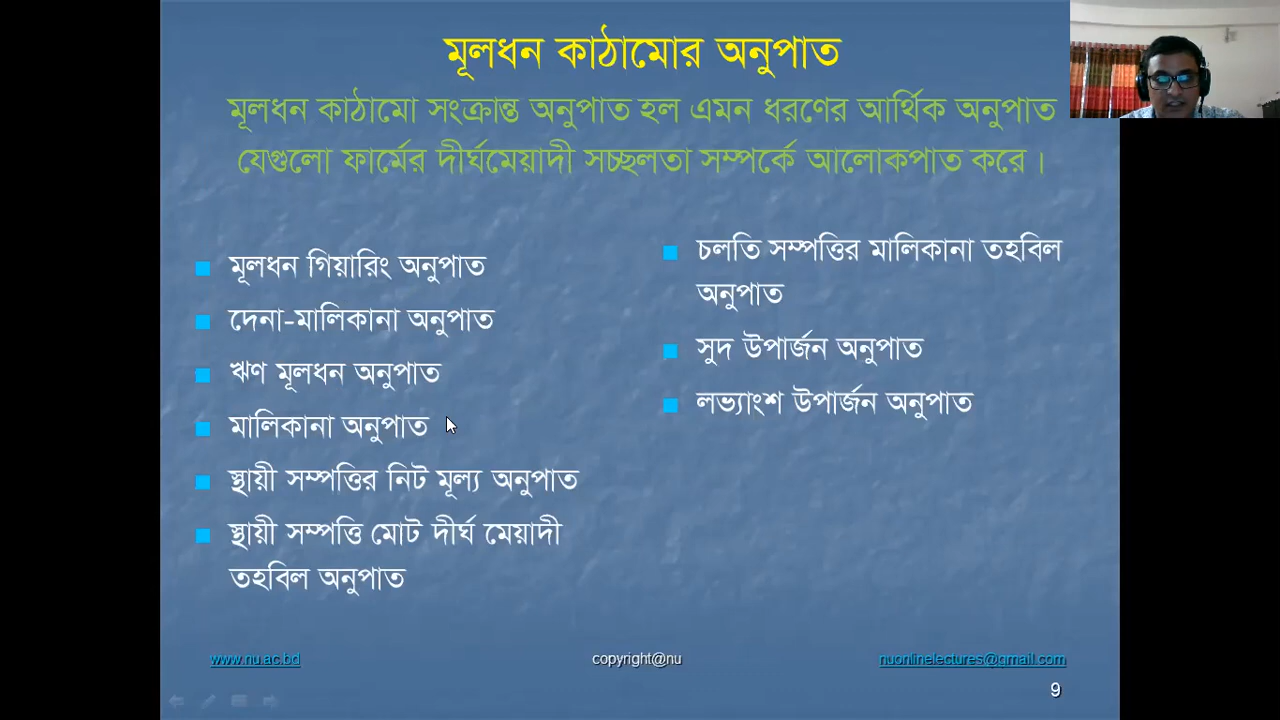 মূলধন কাঠামোর অনুপাত
মূলধন কাঠামো সংক্রান্ত অনুপাত হল এমন ধরণের আর্থিক অনুপাত
যেগুলো ফার্মের দীর্ঘমেয়াদী সচ্ছলতা সম্পর্কে আলোকপাত করে।
মূলধন গিয়ারিং অনুপাত
দেনা-মালিকানা অনুপাত
ঋণ মূলধন অনুপাত
মালিকানা অনুপাত
স্থায়ী সম্পত্তির নিট মূল্য অনুপাত
স্থায়ী সম্পত্তি মোট দীর্ঘ মেয়াদী
তহবিল অনুপাত
চলতি সম্পত্তির মালিকানা তহবিল
অনুপাত
সুদ উপার্জন অনুপাত
লভ্যাংশ উপার্জন অনুপাত
www.nu.ac.bd
copyright@nu
nuonlinelectures@gmail.com
9